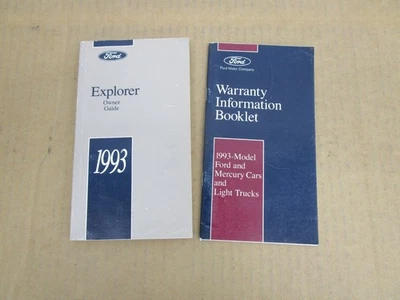 Ford
Explorer
Owner
Guide
1993
Ford
Ford Motor Company
Warranty
Information
Booklet
1993-Model
Ford and
Mercury Cars
and
Light Trucks